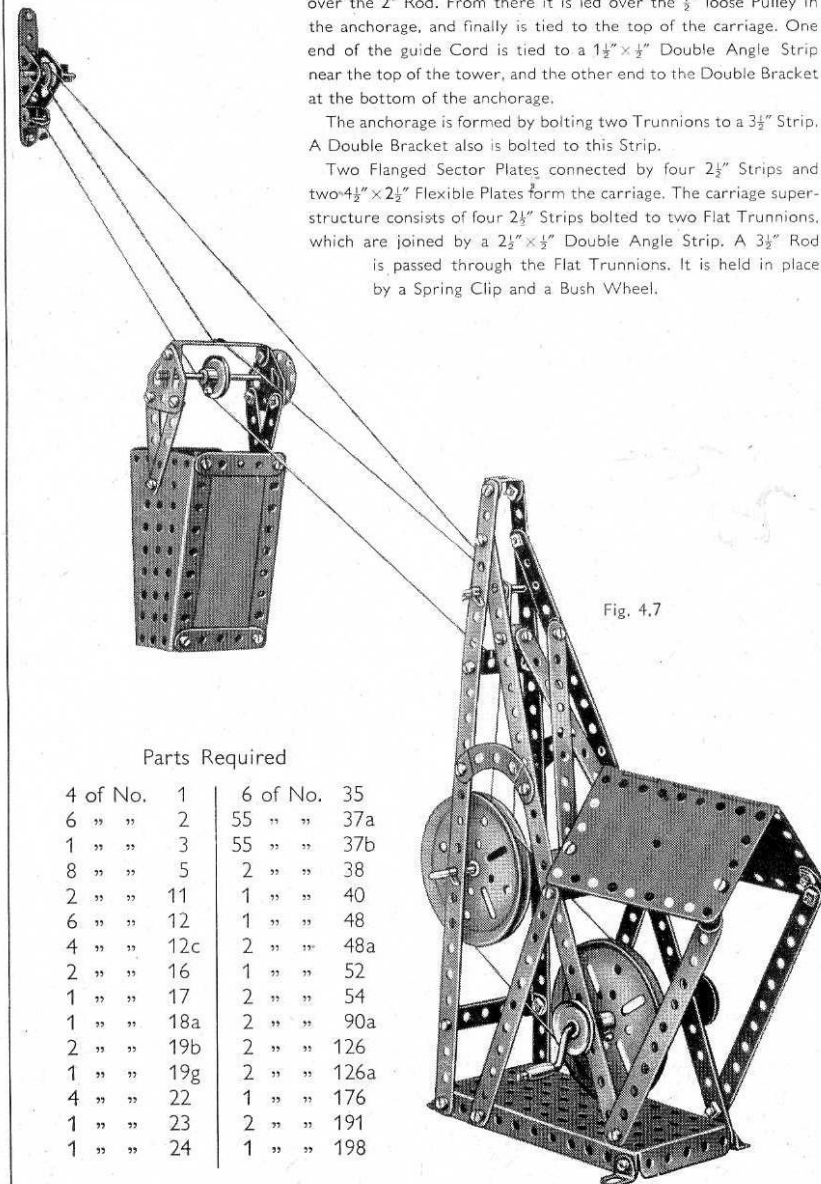 over the 2″ Rod. From there it is led over the ½″ loose Pulley in
the anchorage, and finally is tied to the top of the carriage. One
end of the guide Cord is tied to a 1½″ × ½″ Double Angle Strip
near the top of the tower, and the other end to the Double Bracket
at the bottom of the anchorage.
The anchorage is formed by bolting two Trunnions to a 3½″ Strip.
A Double Bracket also is bolted to this Strip.
Two Flanged Sector Plates connected by four 2½″ Strips and
two 4½″ × 2½″ Flexible Plates form the carriage. The carriage super-
structure consists of four 2½″ Strips bolted to two Flat Trunnions,
which are joined by a 2½″ × ½″ Double Angle Strip. A 3½″ Rod
is passed through the Flat Trunnions. It is held in place
by a Spring Clip and a Bush Wheel.
Fig. 4.7
Parts Required
4 of No. 1 | 6 of No. 35
6 „ „ 2 55 „ „ 37a
1 „ „ 3 55 „ „ 37b
8 „ „ 5 2 „ „ 38
2 „ „ 11 1 „ „ 40
6 „ „ 12 1 „ „ 48
4 „ „ 12c 2 „ „ 48a
2 „ „ 16 1 „ „ 52
1 „ „ 17 2 „ „ 54
1 „ „ 18a 2 „ „ 90a
2 „ „ 19b 2 „ „ 126
1 „ „ 19g 2 „ „ 126a
4 „ „ 22 1 „ „ 176
1 „ „ 23 2 „ „ 191
1 „ „ 24 1 „ „ 198